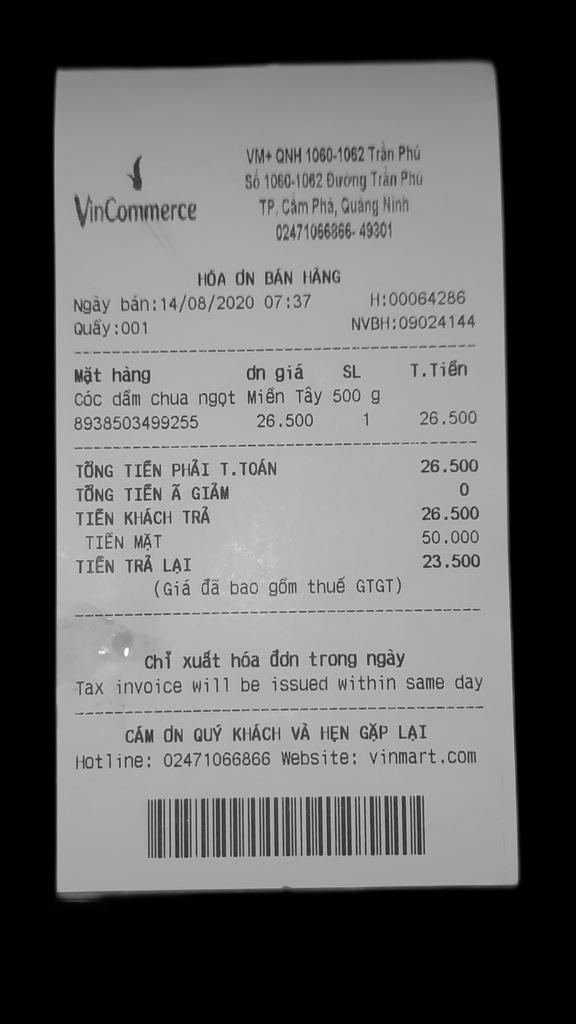 VinCommerce
VM+ QNH 1060-1062 Trần Phú
Số 1060-1062 Đường Trần Phú
TP. Cẩm Phả, Quảng Ninh
02471066866- 49301
HÓA ƠN BÁN HÀNG
Ngày bán:14/08/2020 07:37 H:00064286
Quầy:001 NVBH:09024144
Mặt hàng ơn giá SL T.Tiền
Cóc dầm chua ngọt Miền Tây 500 g
8938503499255 26.500 1 26.500
TỔNG TIỀN PHẢI T.TOÁN 26.500
TỔNG TIỀN Ã GIẢM 0
TIỀN KHÁCH TRẢ 26.500
TIỀN MẶT 50.000
TIỀN TRẢ LẠI 23.500
(Giá đã bao gồm thuế GTGT)
Chỉ xuất hóa đơn trong ngày
Tax invoice will be issued within same day
CẢM ƠN QUÝ KHÁCH VÀ HẸN GẶP LẠI
Hotline: 02471066866 Website: vinmart.com